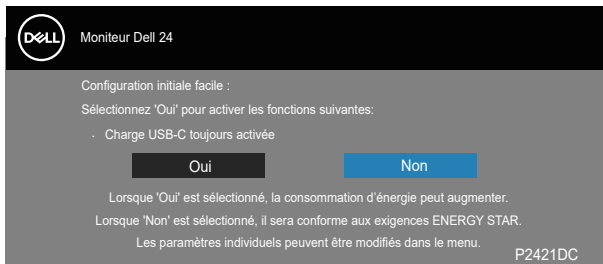 DELL
Moniteur Dell 24
Configuration initiale facile :
Sélectionnez 'Oui' pour activer les fonctions suivantes:
· Charge USB-C toujours activée
Oui
Non
Lorsque 'Oui' est sélectionné, la consommation d’énergie peut augmenter.
Lorsque 'Non' est sélectionné, il sera conforme aux exigences ENERGY STAR.
Les paramètres individuels peuvent être modifiés dans le menu.
P2421DC